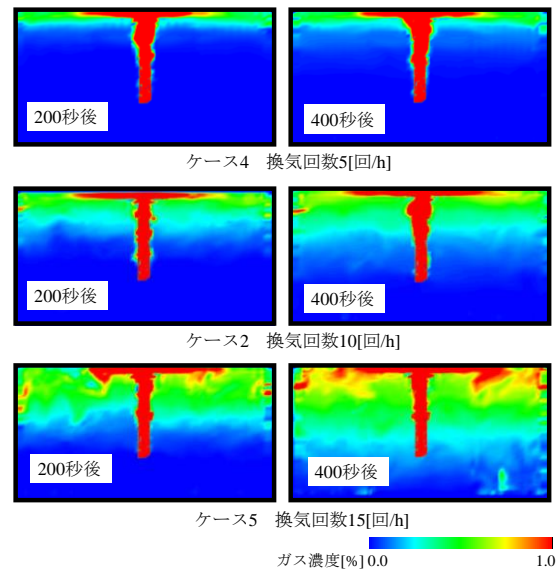 200秒後
400秒後
ケース4 換気回数5[回/h]
200秒後
400秒後
ケース2 換気回数10[回/h]
200秒後
400秒後
ケース5 換気回数15[回/h]
ガス濃度[%] 0.0 1.0